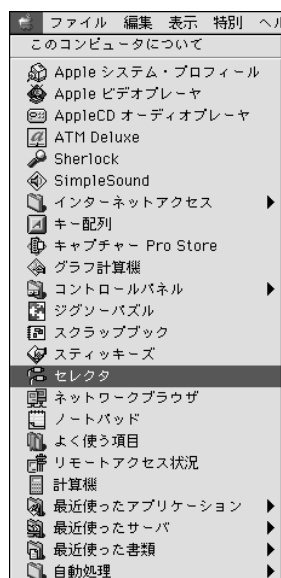 ファイル 編集 表示 特別
このコンピュータについて
Apple システム・プロフィール
Apple ビデオプレーヤ
AppleCD オーディオプレーヤ
ATM Deluxe
Sherlock
SimpleSound
インターネットアクセス
キー配列
キャプチャー Pro Store
グラフ計算機
コントロールパネル
ジグソーパズル
スクラップブック
スティッキーズ
セレクタ
ネットワークブラウザ
ノートパッド
よく使う項目
リモートアクセス状況
計算機
最近使ったアプリケーション
最近使ったサーバ
最近使った書類
自動処理